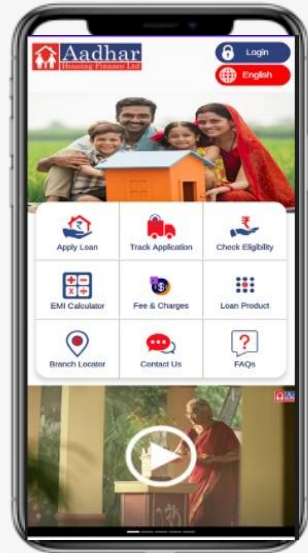 Aadhar
Housing Finance Ltd
Login
English
Apply Loan
Track Application
Check Eligibility
EMI Calculator
Fee & Charges
Loan Product
Branch Locator
Contact Us
FAQs